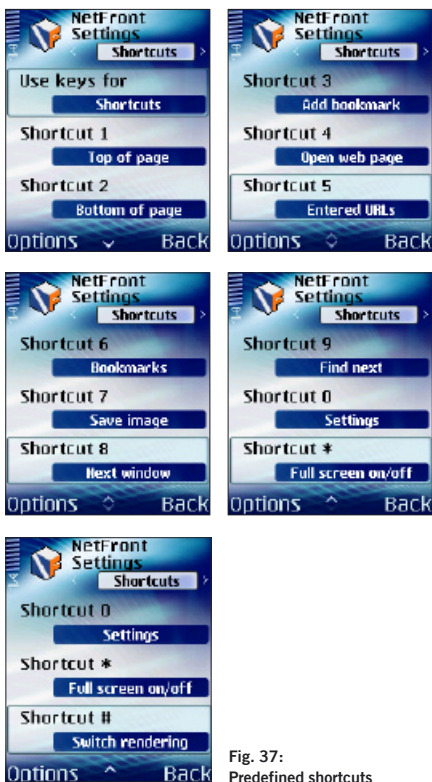 NetFront
Settings
Shortcuts
Use keys for
Shortcuts
Shortcut 1
Top of page
Shortcut 2
Bottom of page
Options Back
NetFront
Settings
Shortcuts
Shortcut 3
Add bookmark
Shortcut 4
Open web page
Shortcut 5
Entered URLs
Options Back
NetFront
Settings
Shortcuts
Shortcut 6
Bookmarks
Shortcut 7
Save image
Shortcut 8
Next window
Options Back
NetFront
Settings
Shortcuts
Shortcut 9
Find next
Shortcut 0
Settings
Shortcut *
Full screen on/off
Options Back
NetFront
Settings
Shortcuts
Shortcut 0
Settings
Shortcut *
Full screen on/off
Shortcut #
Switch rendering
Options Back
Fig. 37:
Predefined shortcuts